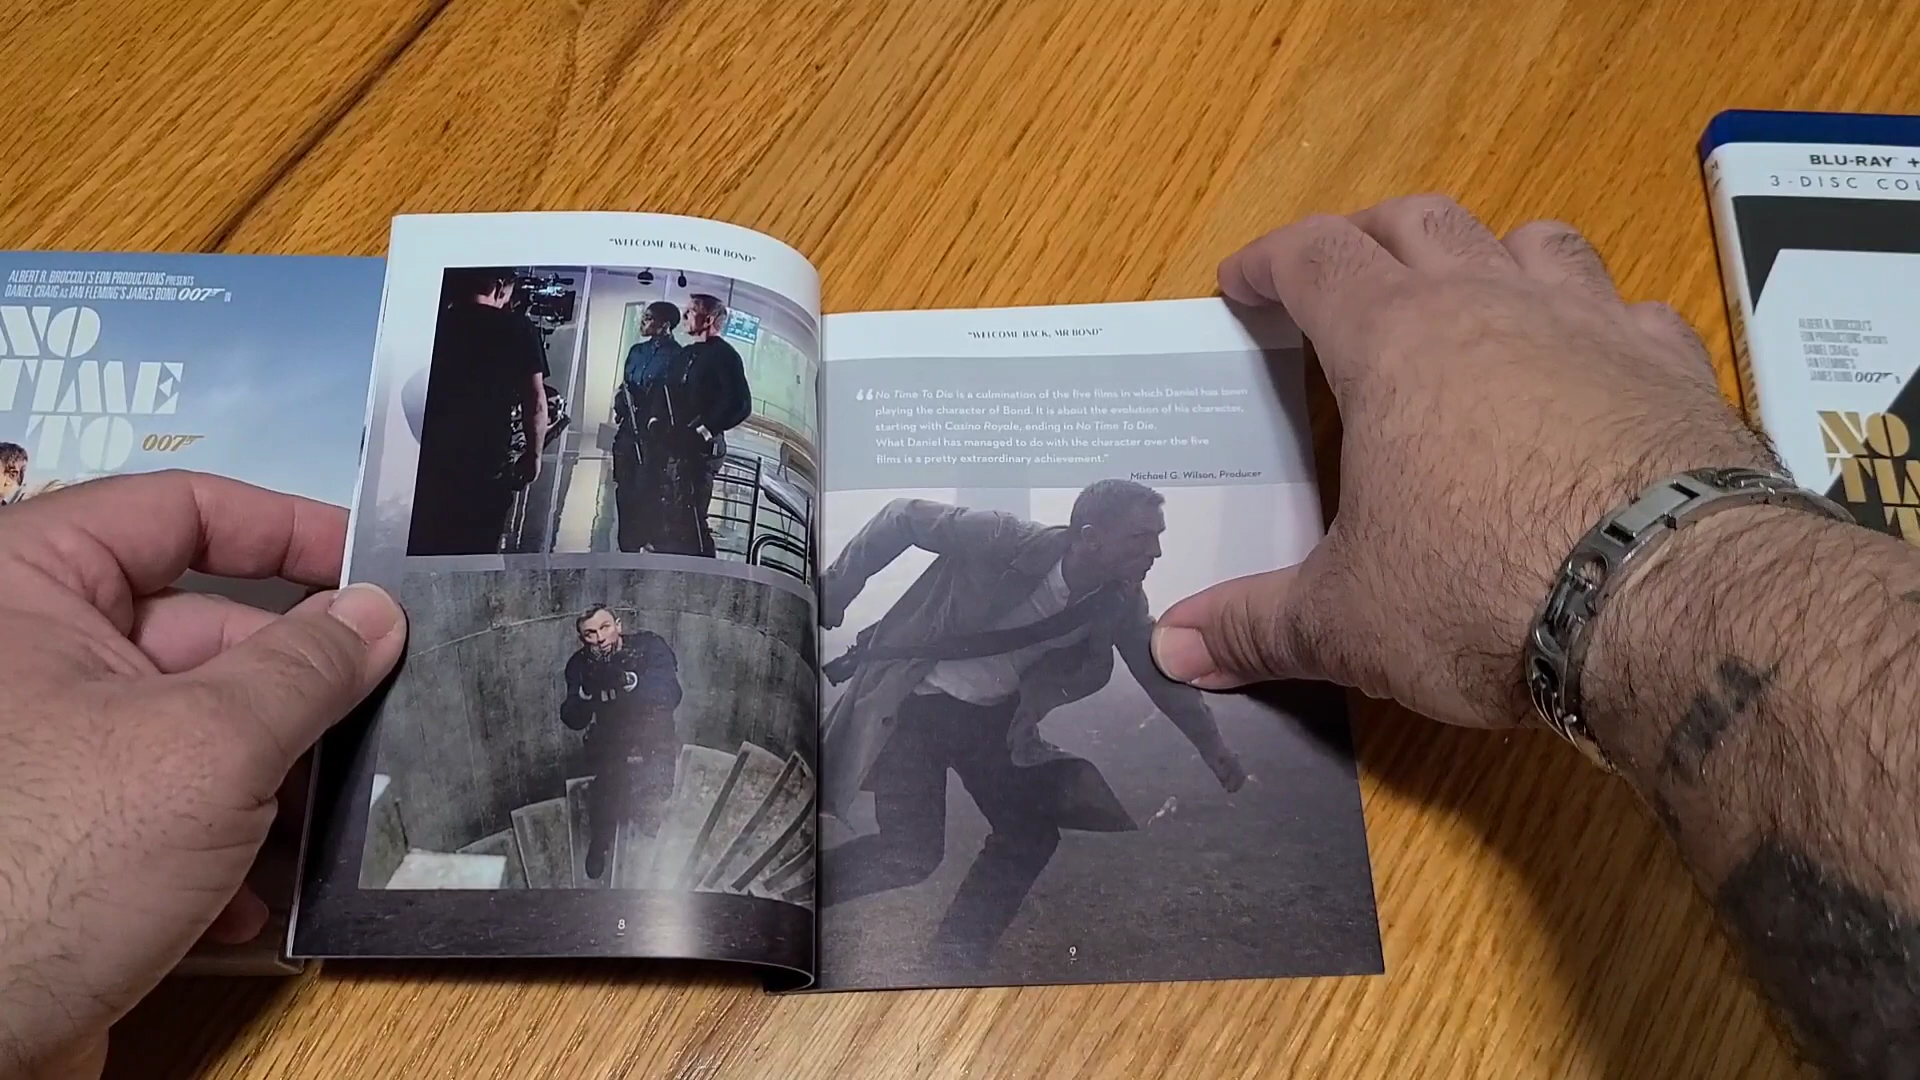 ALBERT R. BROCCOLI'S EON PRODUCTIONS PRESENTS
DANIEL CRAIG AS IAN FLEMING'S JAMES BOND 007 IN
NO
TIME
TO
007
"WELCOME BACK, MR BOND"
8
"WELCOME BACK, MR BOND"
“No Time To Die is a culmination of the five films in which Daniel has been
playing the character of Bond. It is about the evolution of his character,
starting with Casino Royale, ending in No Time To Die.
What Daniel has managed to do with the character over the five
films is a pretty extraordinary achievement.”
Michael G. Wilson, Producer
9
BLU-RAY +
3-DISC
ALBERT R. BROCCOLI'S
EON PRODUCTIONS PRESENTS
DANIEL CRAIG AS
IAN FLEMING'S
JAMES BOND 007
NO